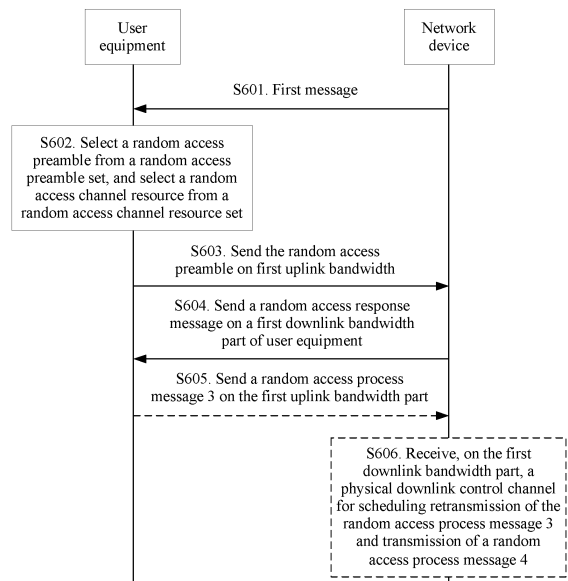 User
equipment
Network
device
S601. First message
S602. Select a random access
preamble from a random access
preamble set, and select a random
access channel resource from a
random access channel resource set
S603. Send the random access
preamble on first uplink bandwidth
S604. Send a random access response
message on a first downlink bandwidth
part of user equipment
S605. Send a random access process
message 3 on the first uplink bandwidth part
S606. Receive, on the first
downlink bandwidth part, a
physical downlink control channel
for scheduling retransmission of the
random access process message 3
and transmission of a random
access process message 4